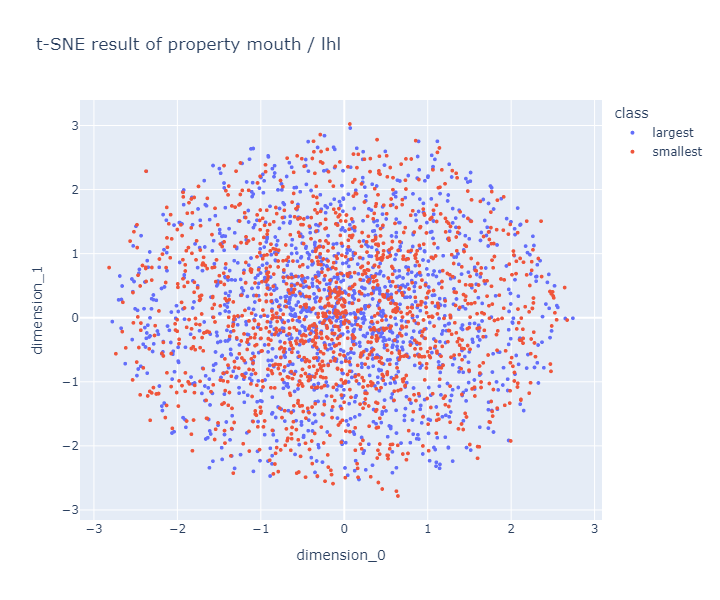 t-SNE result of property mouth / lhl
class
largest
smallest
3
2
1
0
−1
−2
−3
dimension_1
−3
−2
−1
0
1
2
3
dimension_0